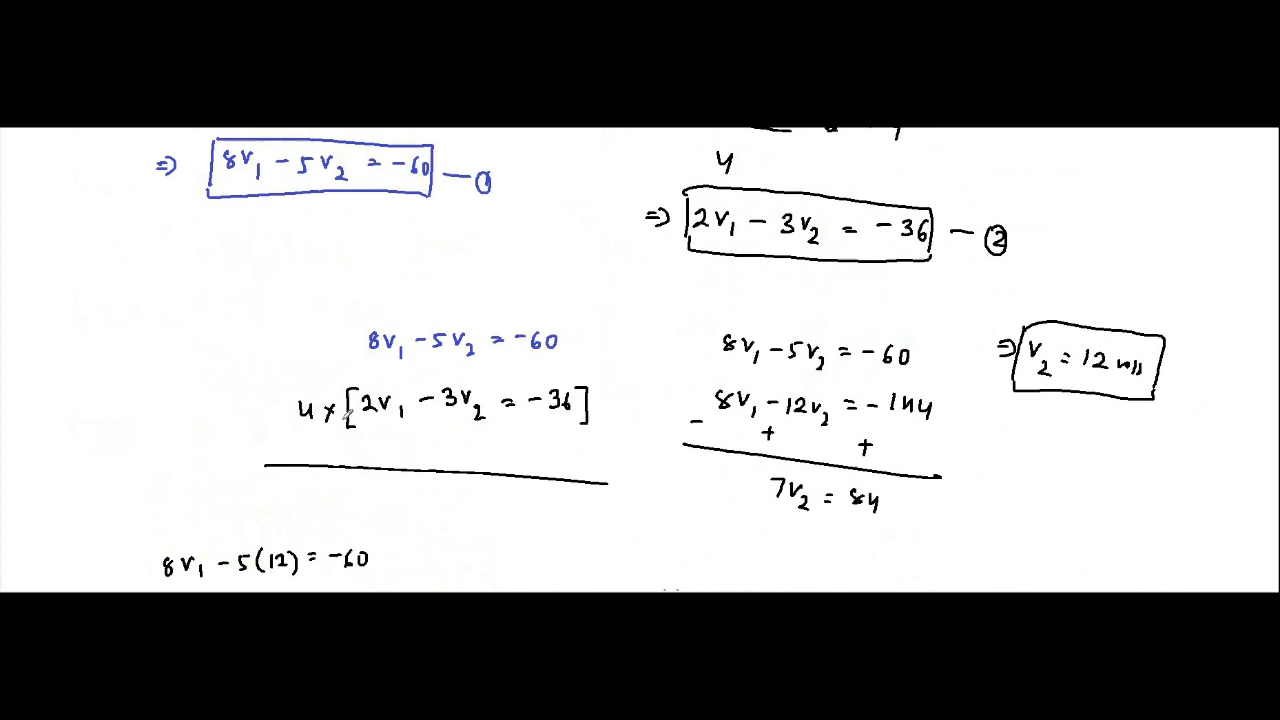 ⇒ 8V₁ - 5V₂ = -60 — ①
4
⇒ 2V₁ - 3V₂ = -36 — ②
8V₁ - 5V₂ = -60
4 × [2V₁ - 3V₂ = -36]
8V₁ - 5V₂ = -60
8V₁ - 12V₂ = -144
- + +
7V₂ = 84
⇒ V₂ = 12 volts
8V₁ - 5(12) = -60